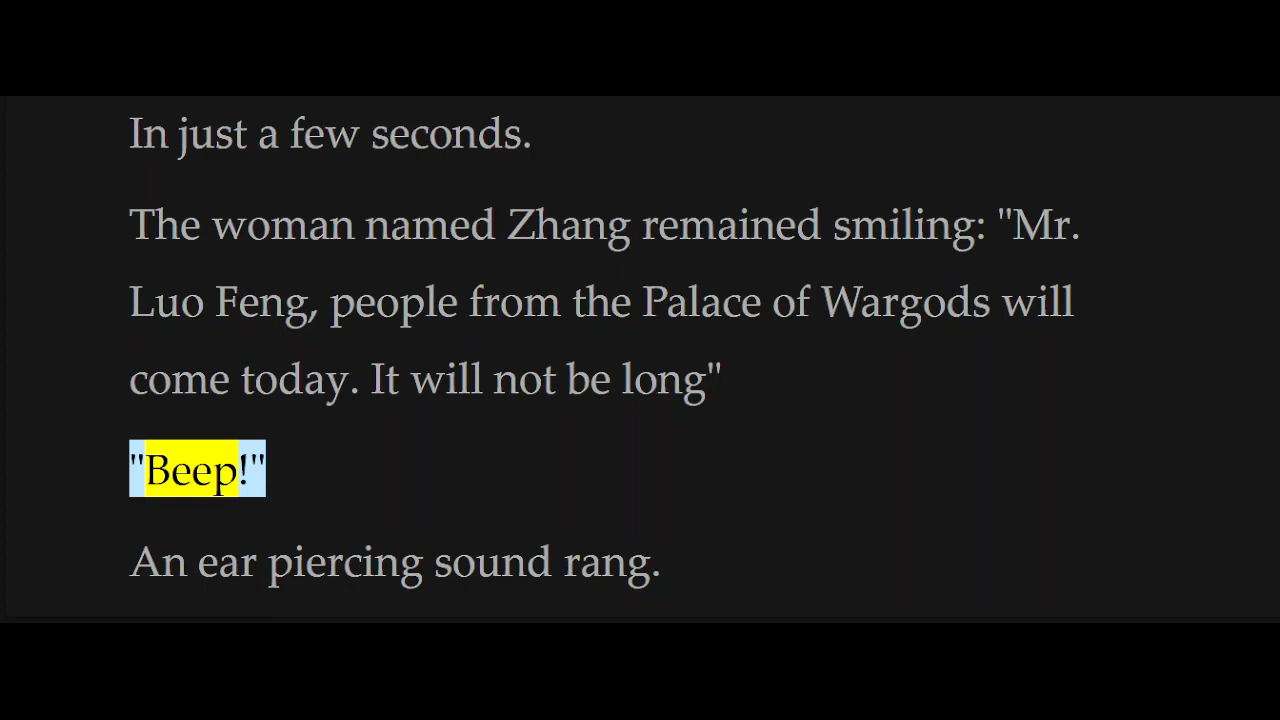 In just a few seconds.
The woman named Zhang remained smiling: "Mr.
Luo Feng, people from the Palace of Wargods will
come today. It will not be long"
"Beep!"
An ear piercing sound rang.